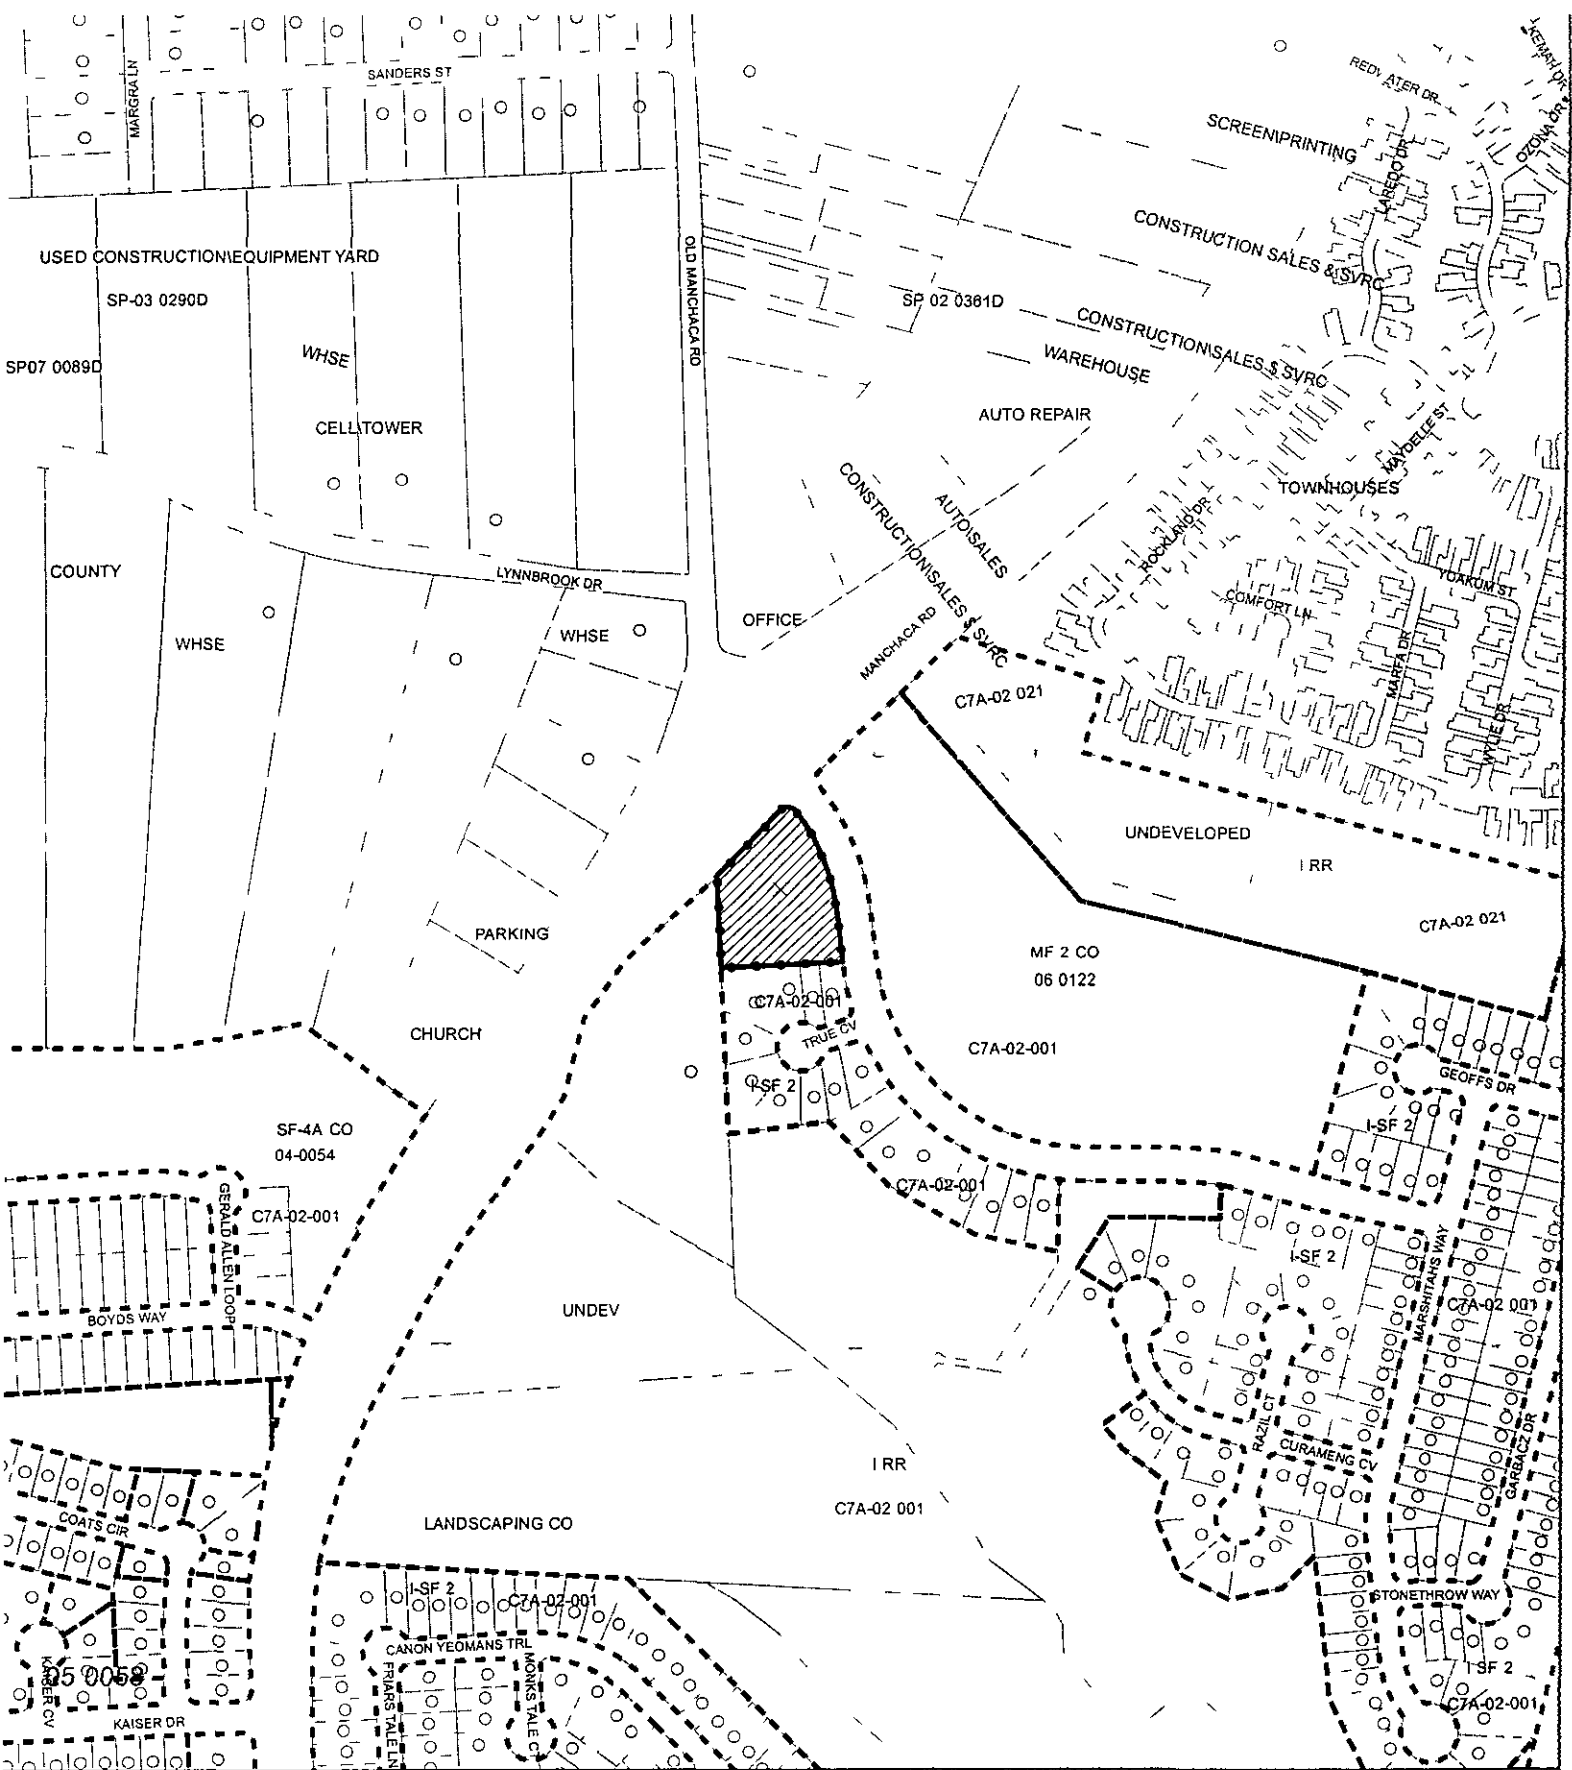 SANDERS ST
MARGRA LN
KEMAH DR
OZONA DR
SCREEN\PRINTING
LAREDO DR
CONSTRUCTION SALES & SVRC
USED CONSTRUCTION\EQUIPMENT YARD
OLD MANCHACA RD
SP-03 0290D
SP 02 0361D
CONSTRUCTION\SALES $ SVRC
WHSE
WAREHOUSE
SP07 0089D
AUTO REPAIR
CELL\TOWER
MAYDELLE ST
TOWNHOUSES
CONSTRUCTION\SALES $ SVRC
AUTO\SALES
ROCKLAND DR
COUNTY
LYNNBROOK DR
YOAKUM ST
COMFORT LN
OFFICE
WHSE
WHSE
MANCHACA RD
MARFA DR
C7A-02 021
WYLIE DR
UNDEVELOPED
I RR
C7A-02 021
PARKING
MF 2 CO
06 0122
C7A-02-001
CHURCH
TRUE CV
C7A-02-001
GEOFFS DR
I-SF 2
SF-4A CO
04-0054
I-SF 2
C7A-02-001
GERALD ALLEN LOOP
C7A-02-001
I-SF 2
MARSHITAHS WAY
C7A-02 001
UNDEV
BOYDS WAY
RAZIL CT
CURAMENG CV
GARBACZ DR
I RR
C7A-02 001
COATS CIR
LANDSCAPING CO
I-SF 2
C7A-02-001
STONETHROW WAY
CANON YEOMANS TRL
I SF 2
05 0068
KAISER CV
FRIARS TALE LN
MONKS TALE CT
C7A-02-001
KAISER DR